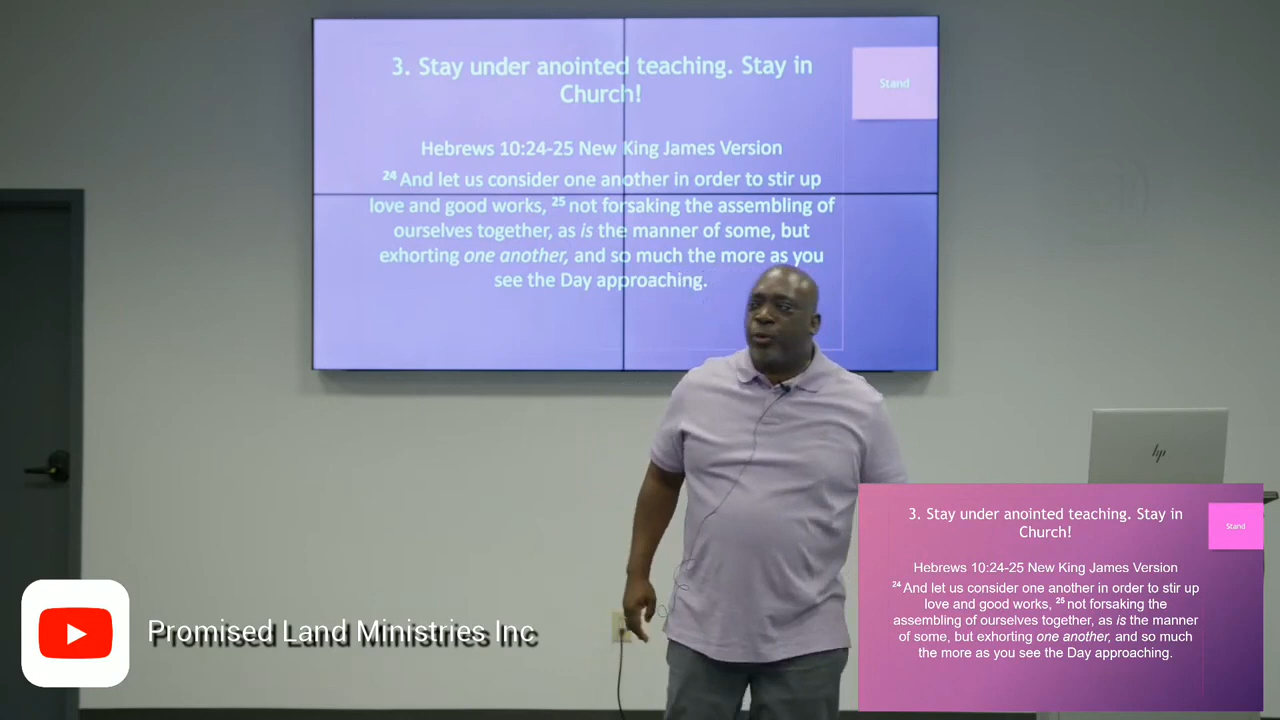 3. Stay under anointed teaching. Stay in
Church!
Stand
Hebrews 10:24-25 New King James Version
24 And let us consider one another in order to stir up
love and good works, 25 not forsaking the assembling of
ourselves together, as is the manner of some, but
exhorting one another, and so much the more as you
see the Day approaching.
hp
3. Stay under anointed teaching. Stay in
Church!
Stand
Hebrews 10:24-25 New King James Version
24 And let us consider one another in order to stir up
love and good works, 25 not forsaking the
assembling of ourselves together, as is the manner
of some, but exhorting one another, and so much
the more as you see the Day approaching.
Promised Land Ministries Inc